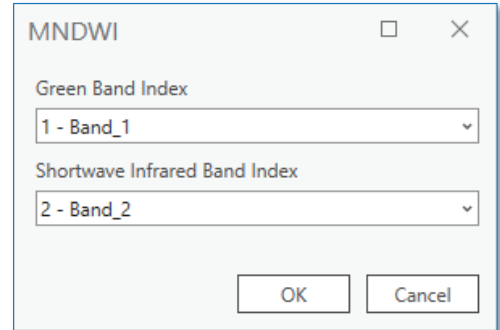 MNDWI
Green Band Index
1 - Band_1
Shortwave Infrared Band Index
2 - Band_2
OK Cancel